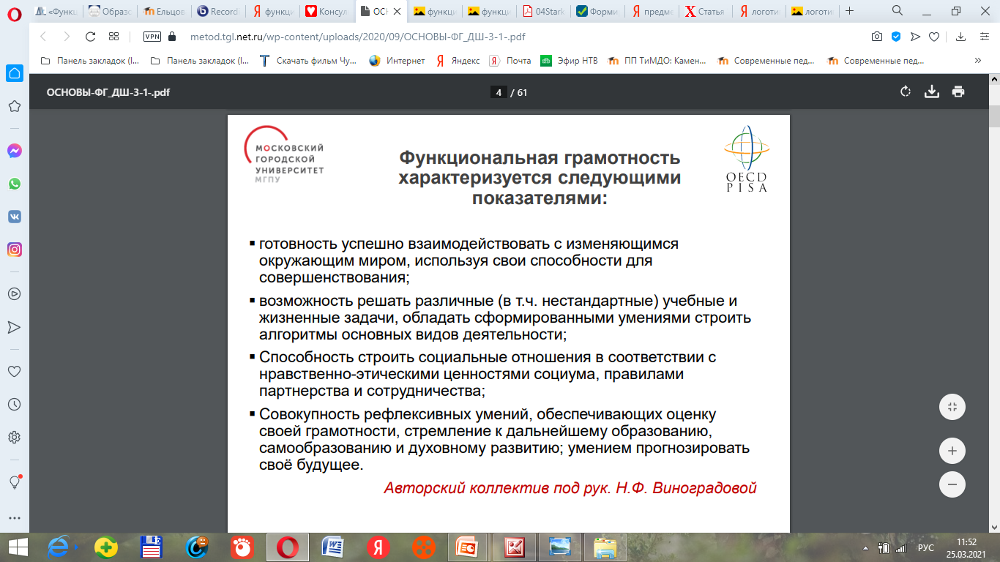 «Функц
Образо
Ельцов
Recordi
функци
Консул
ОСН
функци
функци
04Stark
Формир
предме
Статья
логоти
логоти
VPN
metod.tgl.net.ru/wp-content/uploads/2020/09/ОСНОВЫ-ФГ_ДШ-3-1-.pdf
Панель закладок (I...
Панель закладок (I...
Скачать фильм Чу...
Интернет
Яндекс
Почта
Эфир НТВ
ПП ТиМДО: Камен...
Современные пед...
Современные пед...
»
ОСНОВЫ-ФГ_ДШ-3-1-.pdf
4 / 61
МОСКОВСКИЙ
ГОРОДСКОЙ
УНИВЕРСИТЕТ
МГПУ
Функциональная грамотность
характеризуется следующими
показателями:
OECD
PISA
▪ готовность успешно взаимодействовать с изменяющимся
окружающим миром, используя свои способности для
совершенствования;
▪ возможность решать различные (в т.ч. нестандартные) учебные и
жизненные задачи, обладать сформированными умениями строить
алгоритмы основных видов деятельности;
▪ Способность строить социальные отношения в соответствии с
нравственно-этическими ценностями социума, правилами
партнерства и сотрудничества;
▪ Совокупность рефлексивных умений, обеспечивающих оценку
своей грамотности, стремление к дальнейшему образованию,
самообразованию и духовному развитию; умением прогнозировать
своё будущее.
Авторский коллектив под рук. Н.Ф. Виноградовой
РУС
11:52
25.03.2021